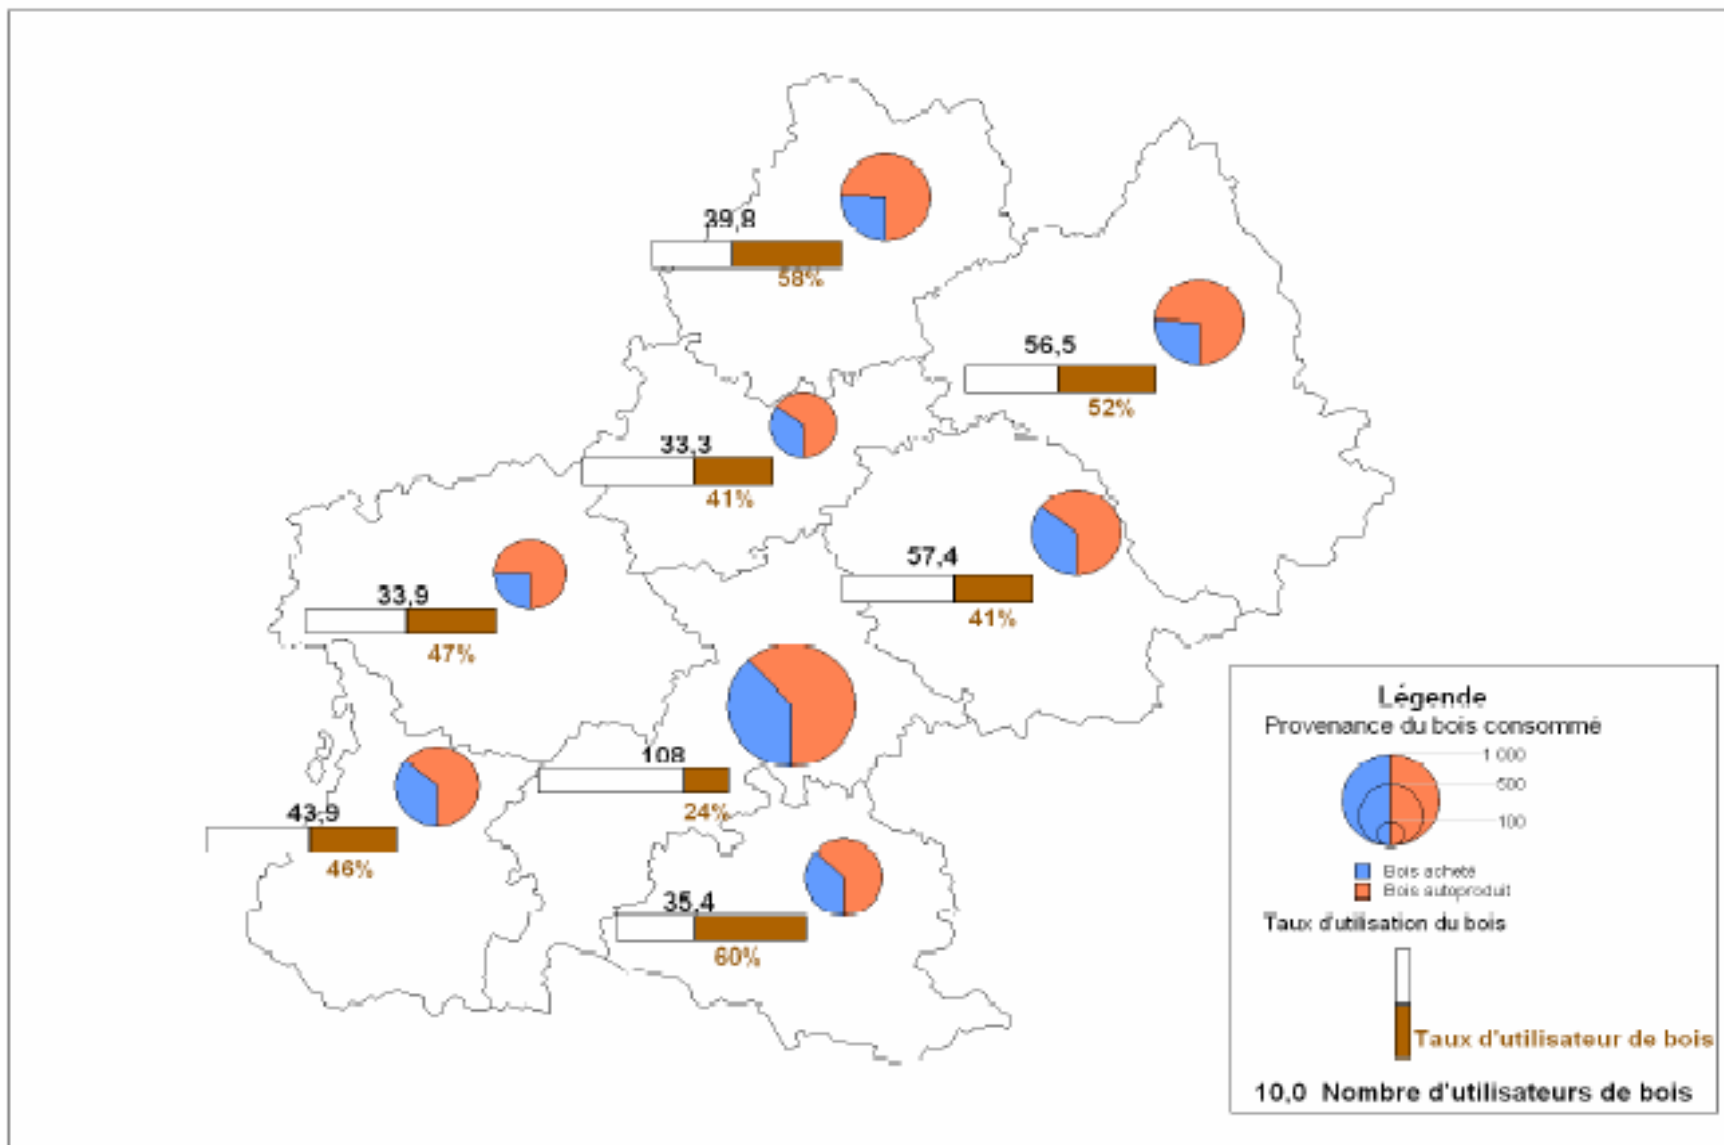 39,8
58%
56,5
52%
33,3
41%
57,4
41%
33,9
47%
108
24%
43,9
46%
35,4
60%
Légende
Provenance du bois consommé
1 000
500
100
Bois acheté
Bois autoproduit
Taux d'utilisation du bois
Taux d'utilisateur de bois
10,0 Nombre d'utilisateurs de bois